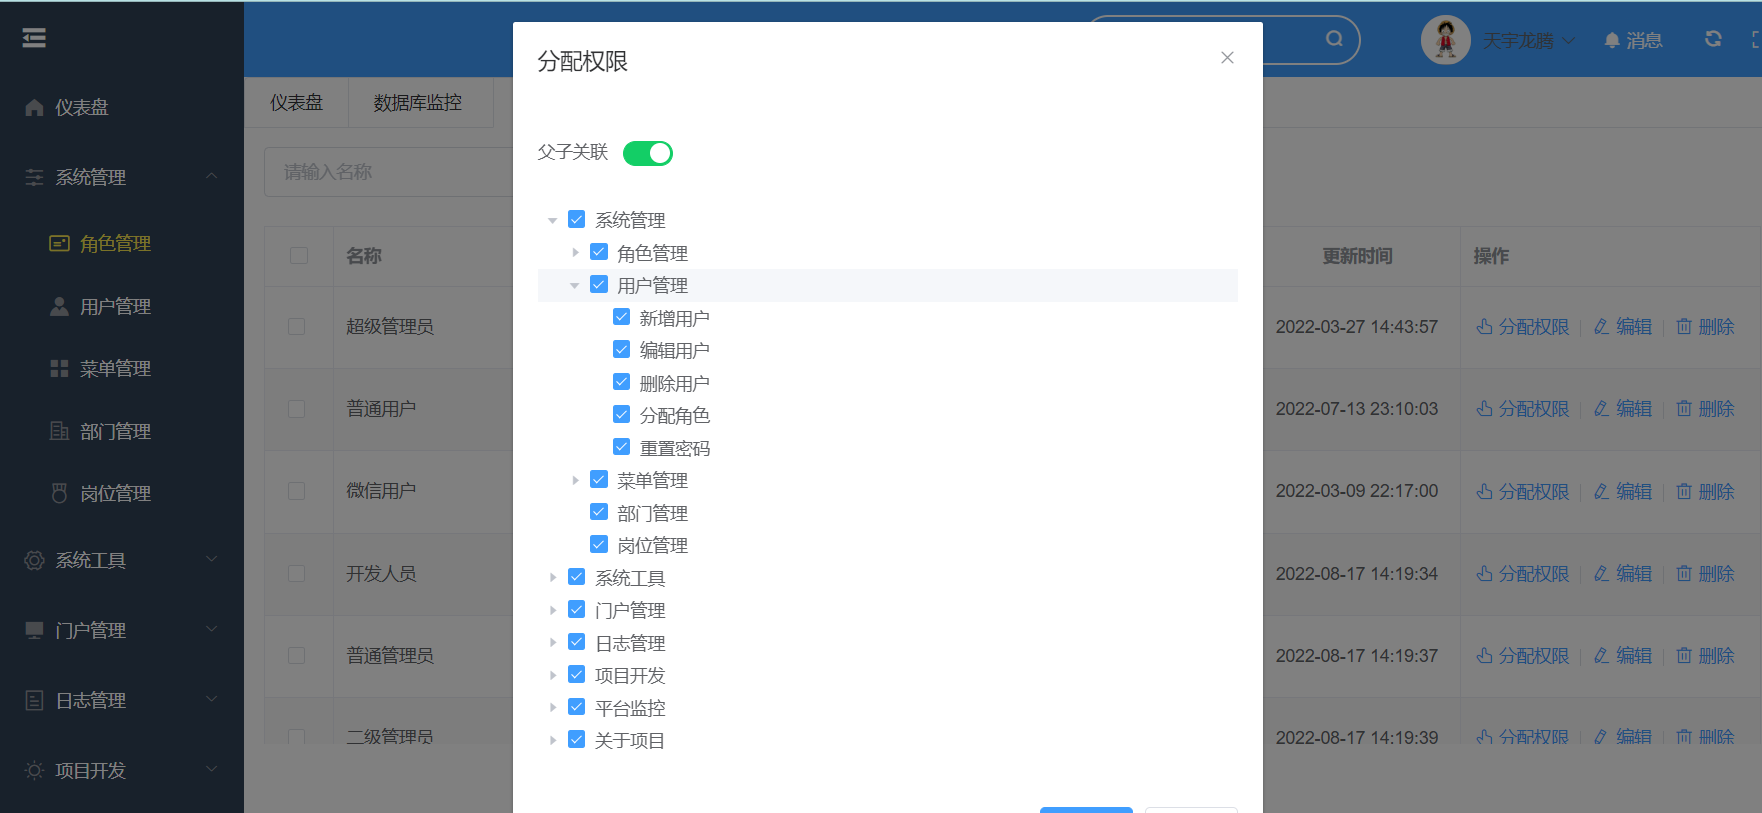 天宇龙腾
消息
仪表盘
系统管理
角色管理
用户管理
菜单管理
部门管理
岗位管理
系统工具
门户管理
日志管理
项目开发
仪表盘
数据库监控
请输入名称
名称
更新时间
操作
超级管理员
2022-03-27 14:43:57
分配权限
编辑
删除
普通用户
2022-07-13 23:10:03
分配权限
编辑
删除
微信用户
2022-03-09 22:17:00
分配权限
编辑
删除
开发人员
2022-08-17 14:19:34
分配权限
编辑
删除
普通管理员
2022-08-17 14:19:37
分配权限
编辑
删除
二级管理员
2022-08-17 14:19:39
分配权限
编辑
删除
分配权限
父子关联
系统管理
角色管理
用户管理
新增用户
编辑用户
删除用户
分配角色
重置密码
菜单管理
部门管理
岗位管理
系统工具
门户管理
日志管理
项目开发
平台监控
关于项目